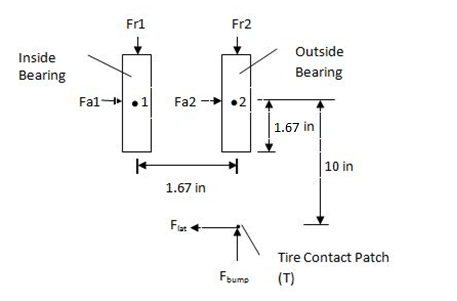 Fr1
Fr2
Inside
Bearing
Outside
Bearing
Fa1
1
Fa2
2
1.67 in
10 in
1.67 in
Flat
Fbump
Tire Contact Patch
(T)